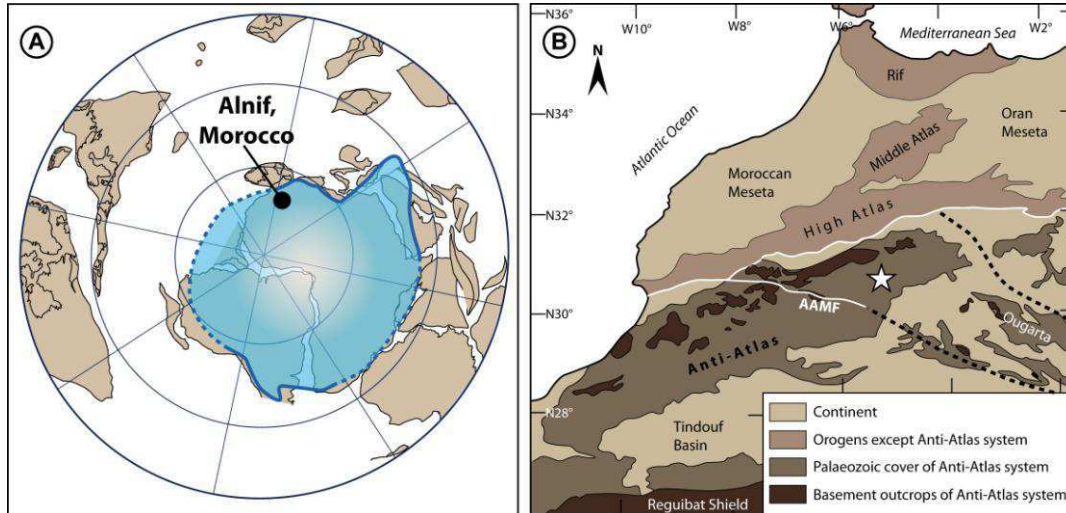 A
Alnif,
Morocco
B
N36°
W10°
W8°
W6°
W2°
Mediterranean Sea
N
Rif
N34°
Atlantic Ocean
Oran
Meseta
Middle Atlas
Moroccan
Meseta
N32°
High Atlas
AAMF
N30°
Ougarta
Anti-Atlas
N28°
Tindouf
Basin
Reguibat Shield
Continent
Orogens except Anti-Atlas system
Palaeozoic cover of Anti-Atlas system
Basement outcrops of Anti-Atlas system